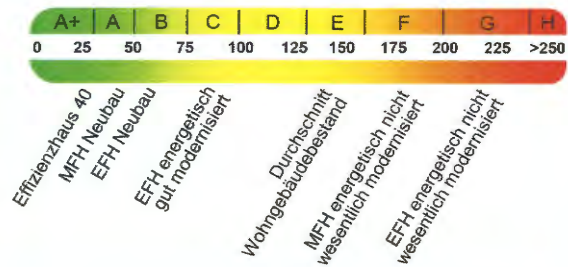 A+ A B C D E F G H
0 25 50 75 100 125 150 175 200 225 >250
Effizienzhaus 40
MFH Neubau
EFH Neubau
EFH energetisch
gut modernisiert
Durchschnitt
Wohngebäudebestand
MFH energetisch nicht
wesentlich modernisiert
EFH energetisch nicht
wesentlich modernisiert